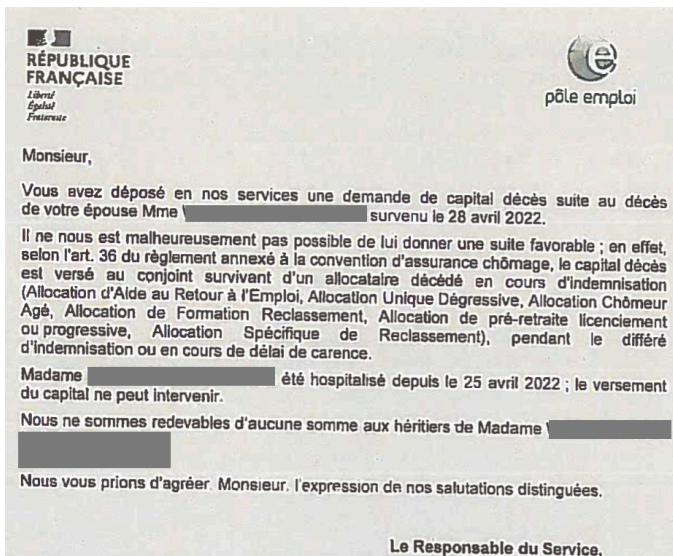 RÉPUBLIQUE
FRANÇAISE
Liberté
Égalité
Fraternité
pôle emploi
Monsieur,
Vous avez déposé en nos services une demande de capital décès suite au décès
de votre épouse Mme survenu le 28 avril 2022.
Il ne nous est malheureusement pas possible de lui donner une suite favorable ; en effet,
selon l'art. 36 du règlement annexé à la convention d'assurance chômage, le capital décès
est versé au conjoint survivant d'un allocataire décédé en cours d'indemnisation
(Allocation d'Aide au Retour à l'Emploi, Allocation Unique Dégressive, Allocation Chômeur
Agé, Allocation de Formation Reclassement, Allocation de pré-retraite licenciement
ou progressive, Allocation Spécifique de Reclassement), pendant le différé
d'indemnisation ou en cours de délai de carence.
Madame été hospitalisé depuis le 25 avril 2022 ; le versement
du capital ne peut intervenir.
Nous ne sommes redevables d'aucune somme aux héritiers de Madame
Nous vous prions d'agréer. Monsieur. l'expression de nos salutations distinguées.
Le Responsable du Service.